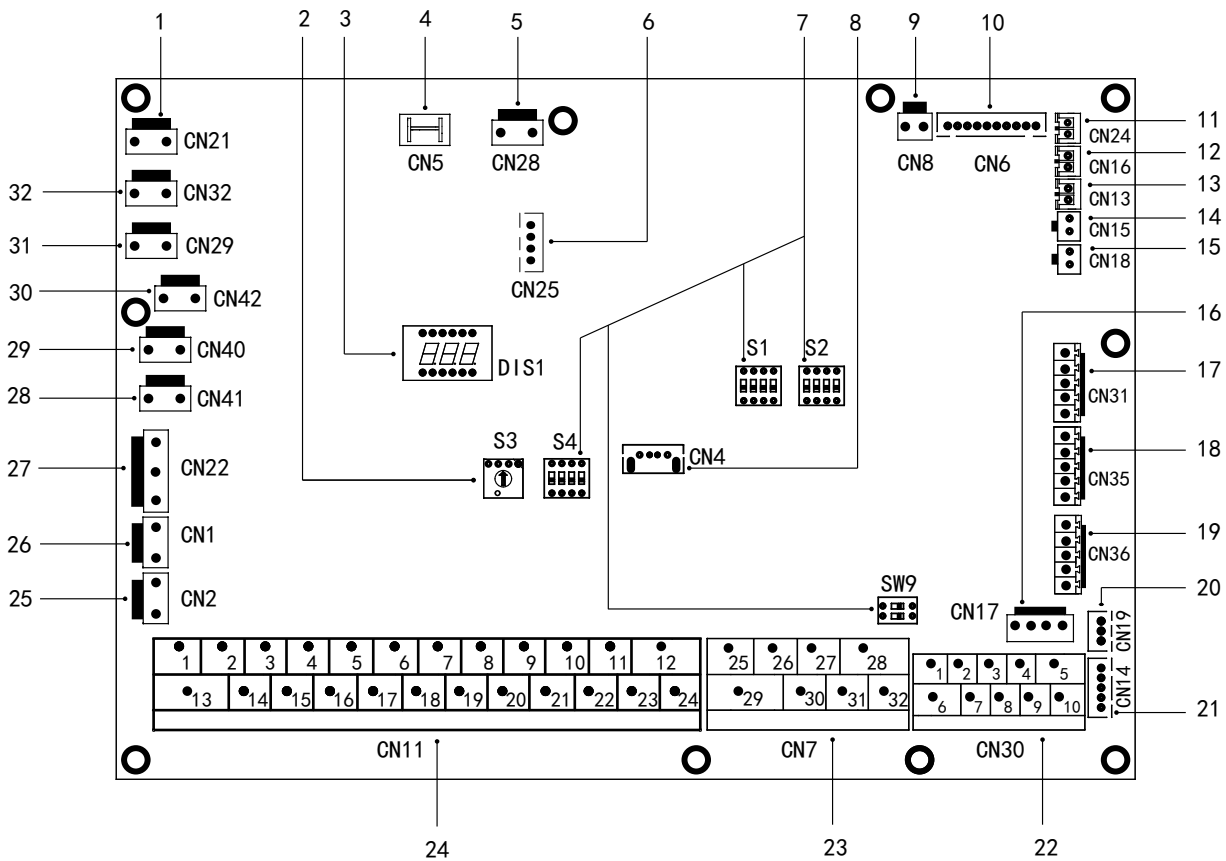 1 2 3 4 5 6 7 8 9 10
CN21 CN5 CN28 CN8 CN6 CN24 11
CN16 12
32 CN32 CN13 13
CN15 14
31 CN29 CN18 15
CN25
30 CN42 16
29 CN40 DIS1 S1 S2 CN31 17
28 CN41
27 CN22 S3 S4 CN4 CN35 18
26 CN1 CN36 19
25 CN2 SW9 CN17 CN19 20
1 2 3 4 5 6 7 8 9 10 11 12 25 26 27 28 1 2 3 4 5 CN14
13 14 15 16 17 18 19 20 21 22 23 24 29 30 31 32 6 7 8 9 10 21
CN11 CN7 CN30
24 23 22